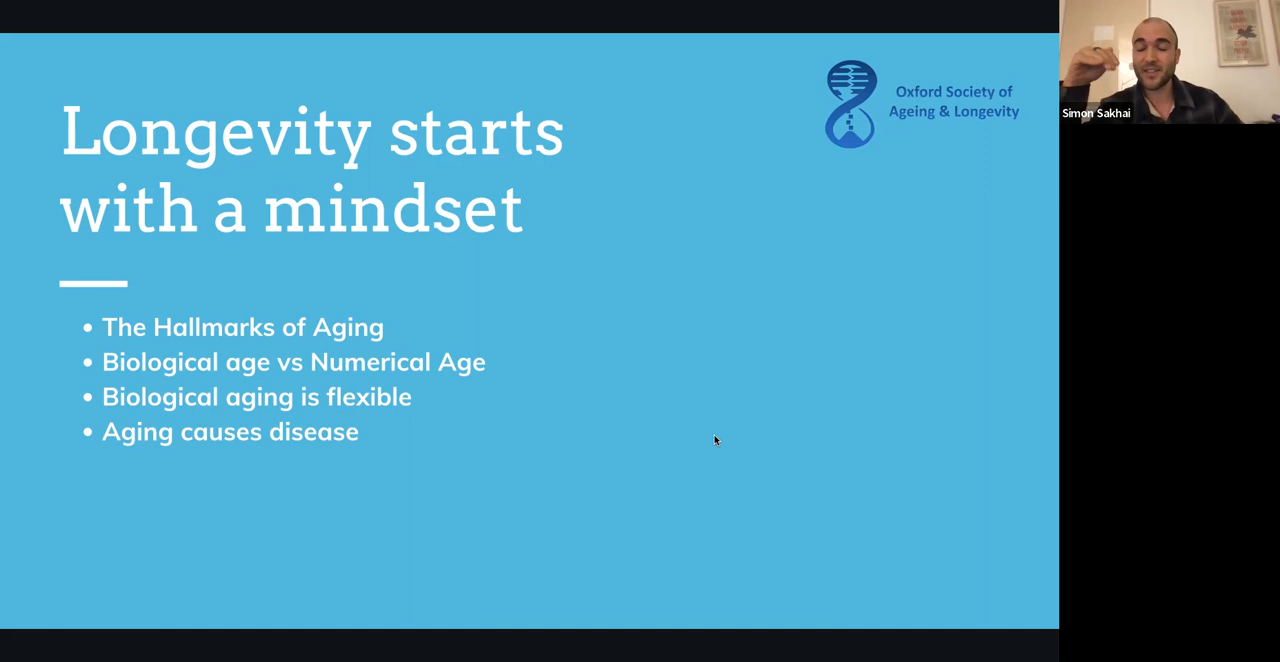 Longevity starts
with a mindset
The Hallmarks of Aging
Biological age vs Numerical Age
Biological aging is flexible
Aging causes disease
Oxford Society of
Ageing & Longevity
Simon Sakhai